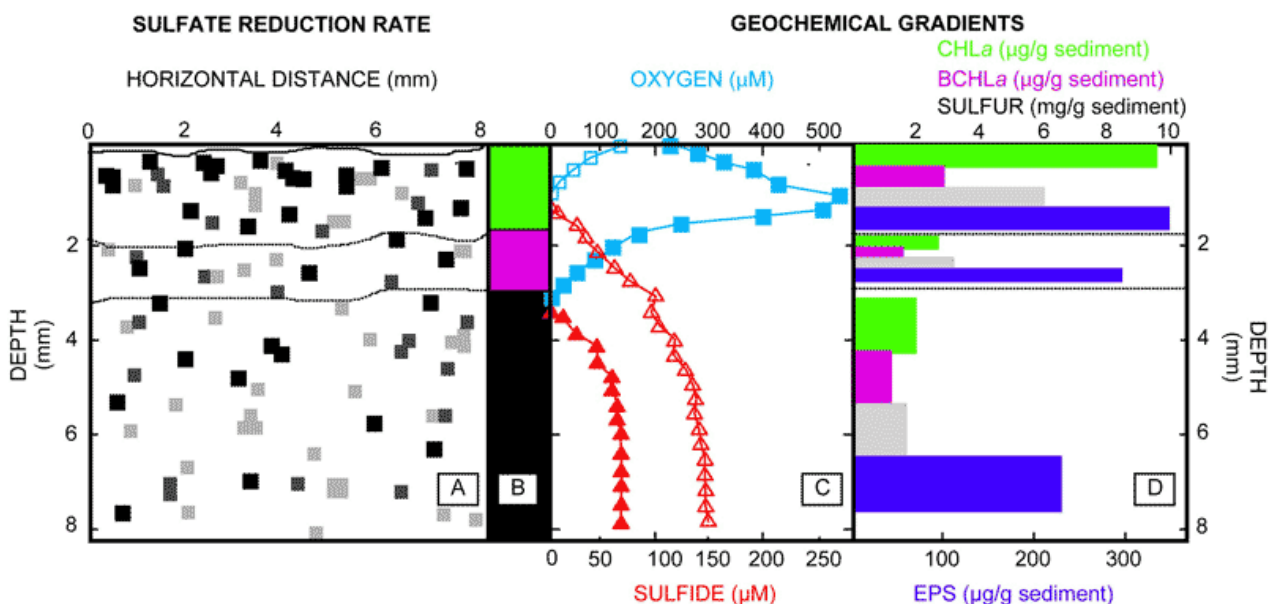 SULFATE REDUCTION RATE
GEOCHEMICAL GRADIENTS
CHLa (µg/g sediment)
HORIZONTAL DISTANCE (mm)
OXYGEN (µM)
BCHLa (µg/g sediment)
SULFUR (mg/g sediment)
0 2 4 6 8
0 100 200 300 400 500
2 4 6 8 10
0
2
4
6
8
DEPTH
(mm)
A
B
C
D
2
4
6
8
DEPTH
(mm)
0 50 100 150 200 250
100 200 300
SULFIDE (µM)
EPS (µg/g sediment)